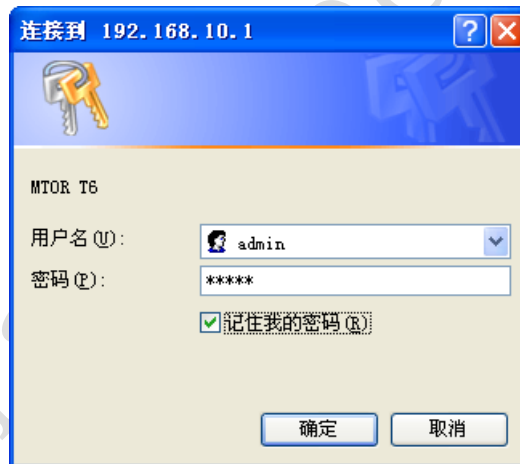 连接到 192.168.10.1
MTOR T6
用户名(U): admin
密码(P): *****
记住我的密码(R)
确定 取消